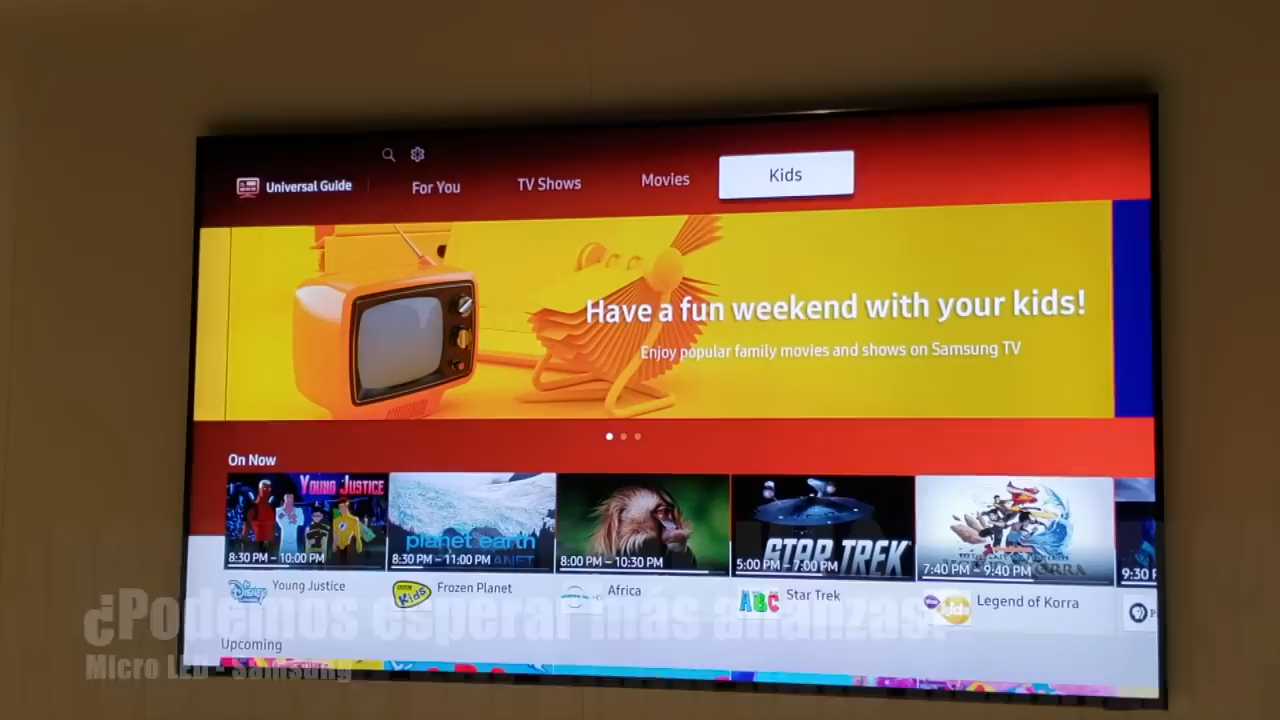 Universal Guide
For You
TV Shows
Movies
Kids
Have a fun weekend with your kids!
Enjoy popular family movies and shows on Samsung TV
On Now
YOUNG JUSTICE
planet earth
STAR TREK
8:30 PM – 10:00 PM
8:30 PM – 11:00 PM
8:00 PM – 10:30 PM
5:00 PM – 7:00 PM
7:40 PM – 9:40 PM
9:30 P
Disney
Young Justice
Kids
Frozen Planet
Africa
ABC
Star Trek
kids
Legend of Korra
¿Podemos esperar más alianzas?
Upcoming
Micro LED - Samsung